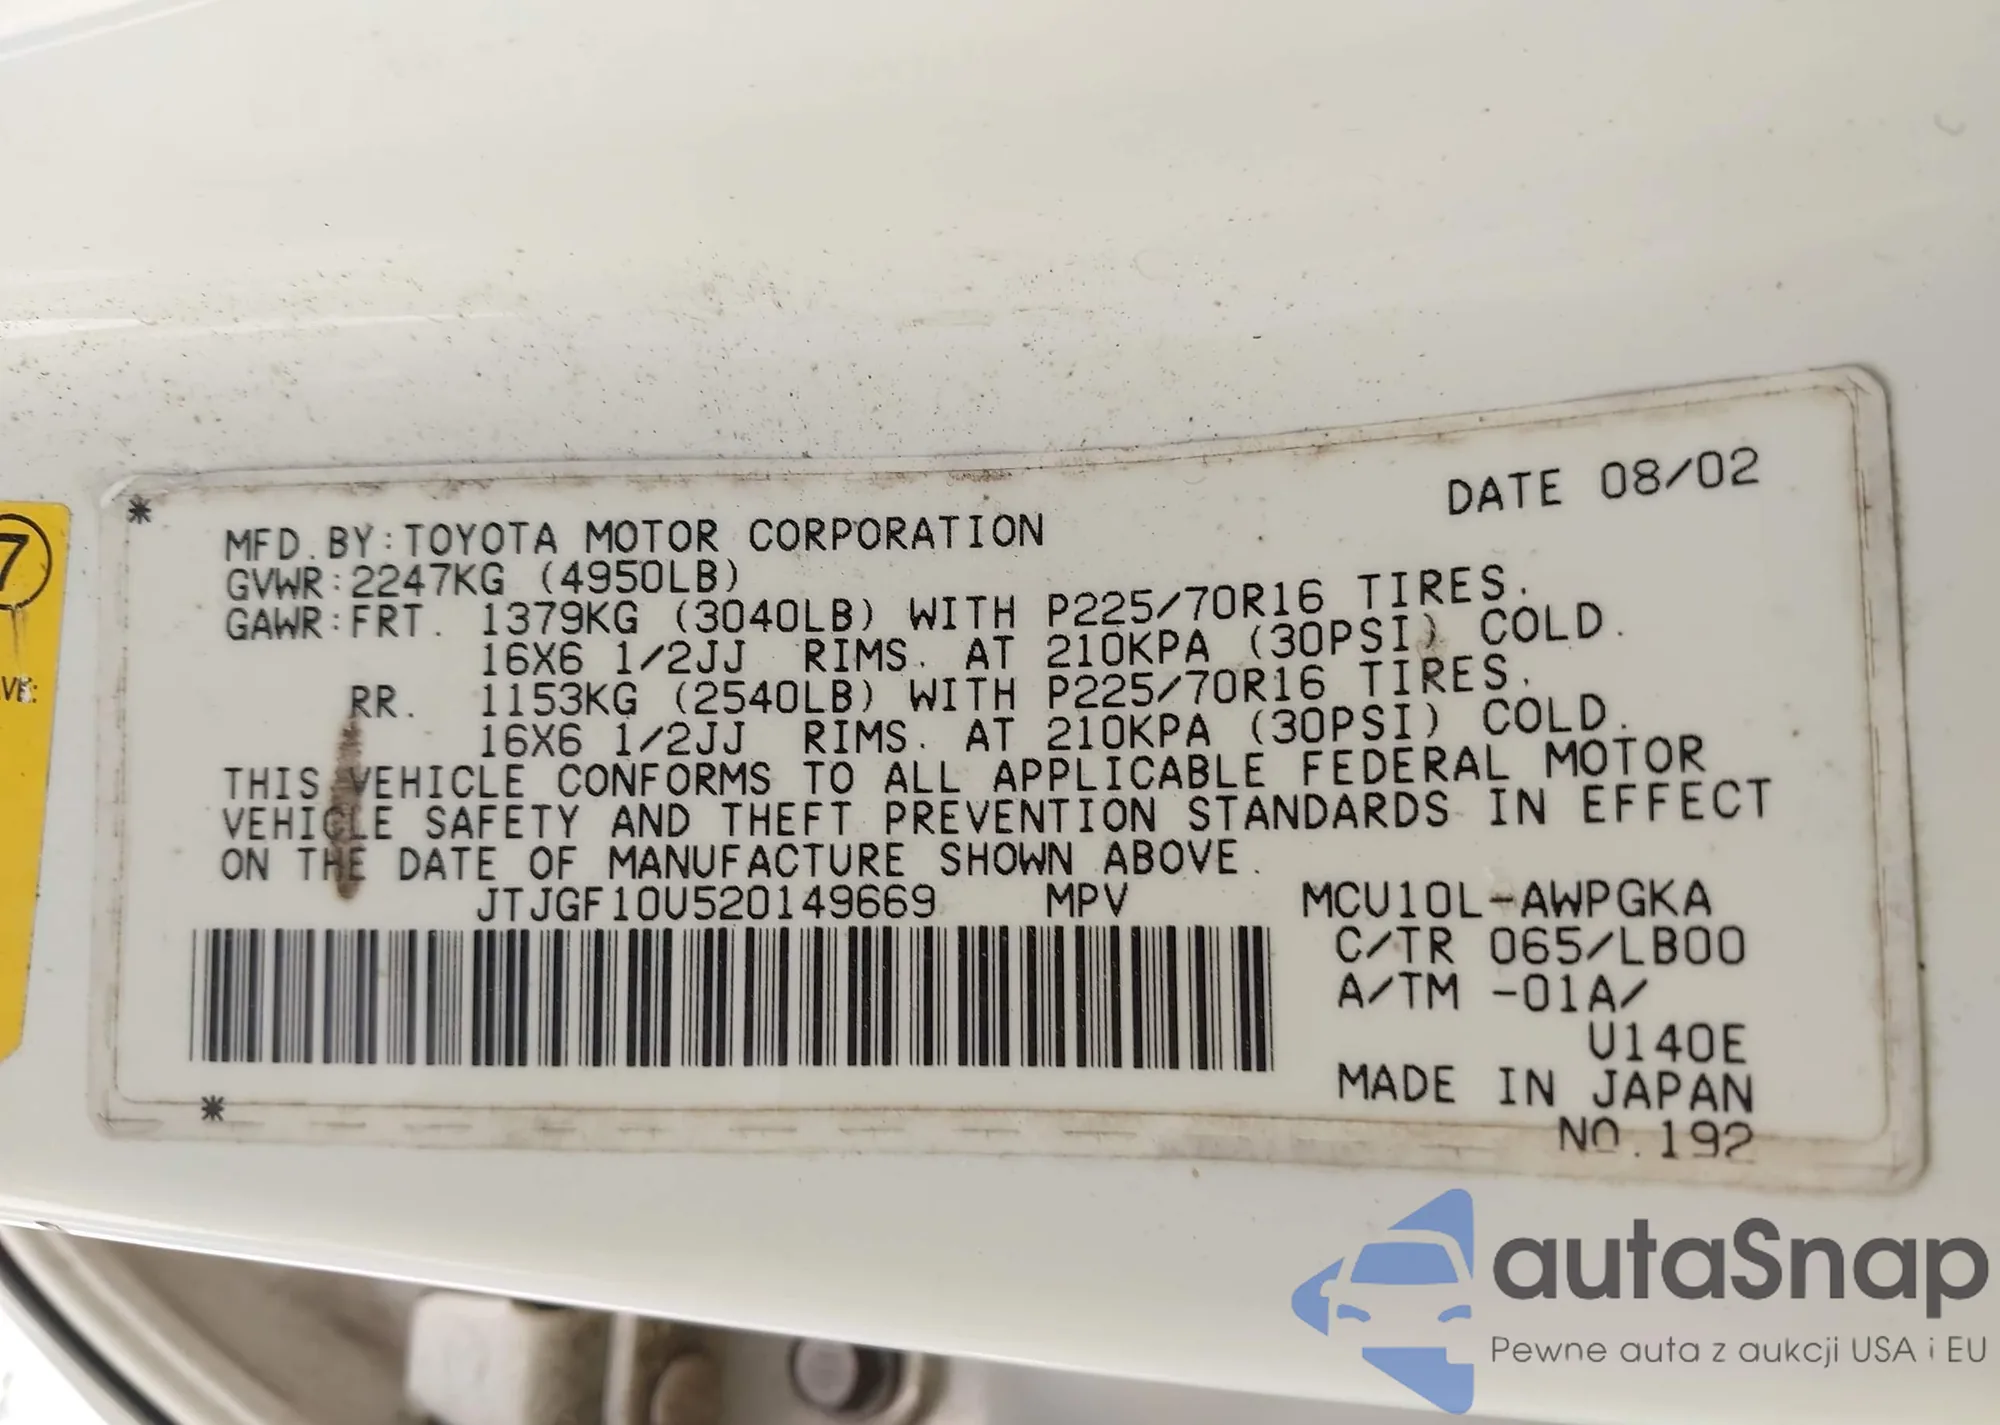 DATE 08/02
MFD.BY:TOYOTA MOTOR CORPORATION
GVWR:2247KG (4950LB)
GAWR:FRT. 1379KG (3040LB) WITH P225/70R16 TIRES.
16X6 1/2JJ RIMS. AT 210KPA (30PSI) COLD.
RR. 1153KG (2540LB) WITH P225/70R16 TIRES.
16X6 1/2JJ RIMS. AT 210KPA (30PSI) COLD.
THIS VEHICLE CONFORMS TO ALL APPLICABLE FEDERAL MOTOR
VEHICLE SAFETY AND THEFT PREVENTION STANDARDS IN EFFECT
ON THE DATE OF MANUFACTURE SHOWN ABOVE.
JTJGF10U520149669 MPV MCU10L-AWPGKA
C/TR 065/LB00
A/TM -01A/
U140E
MADE IN JAPAN
NO.192
7
VE:
autaSnap
Pewne auta z aukcji USA i EU